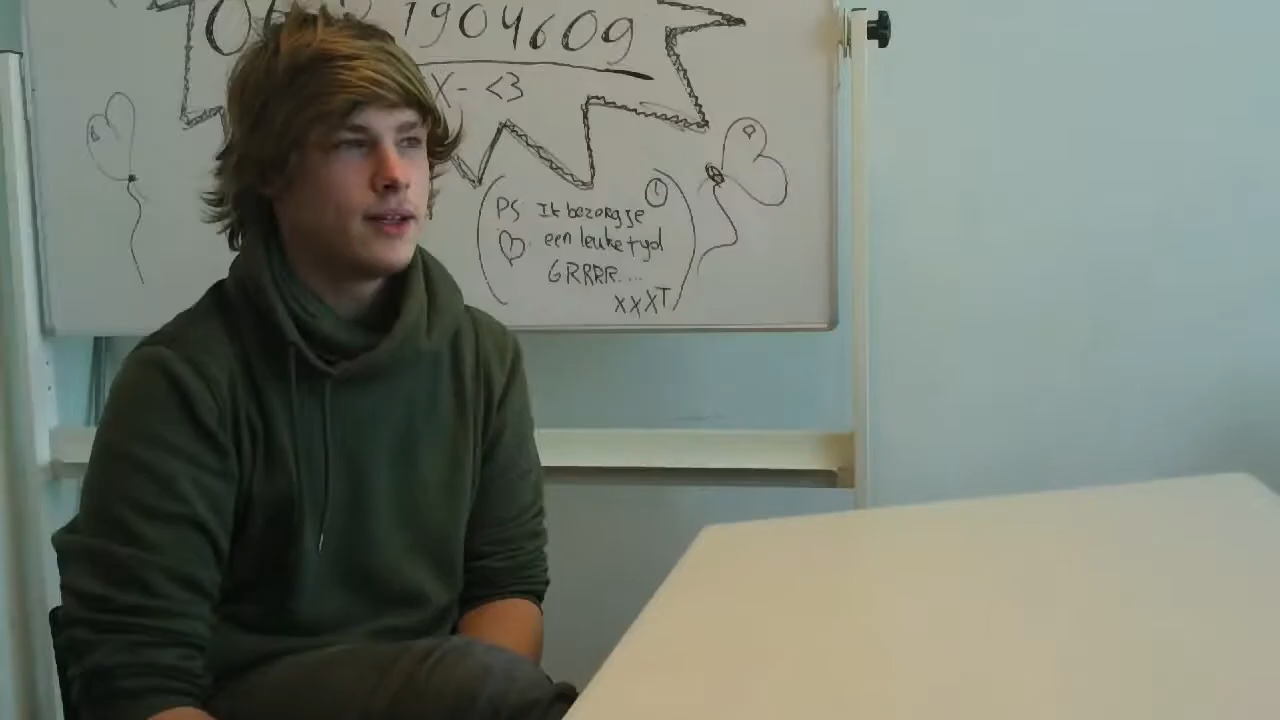 1904609
X- <3
PS Ik bezorg je
een leuke tyd
GRRRR....
xxxT